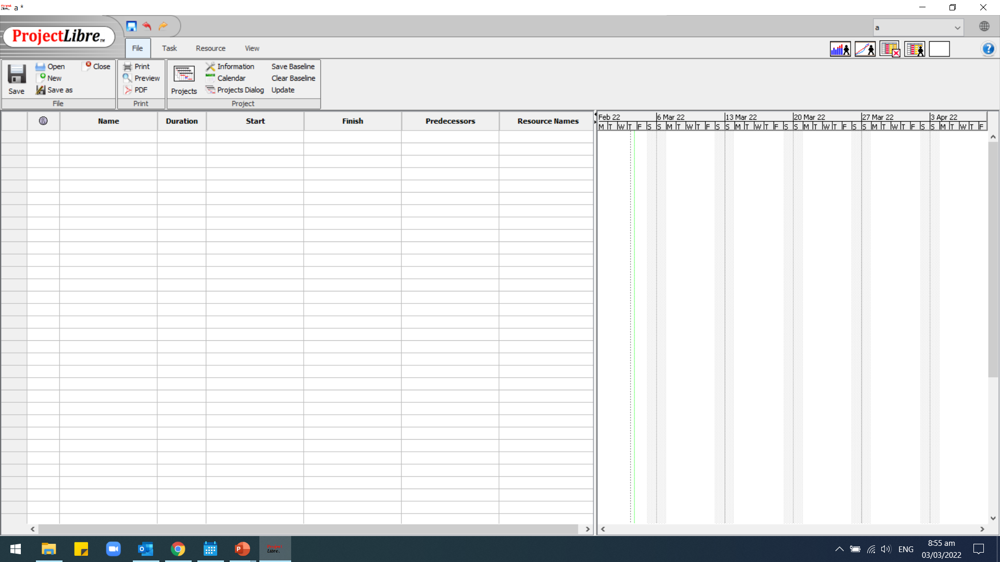 a *
ProjectLibre TM
a
File Task Resource View
Save
Open
New
Save as
Close
File
Print
Preview
PDF
Print
Projects
Information
Calendar
Projects Dialog
Save Baseline
Clear Baseline
Update
Project
Name Duration Start Finish Predecessors Resource Names
Feb 22 6 Mar 22 13 Mar 22 20 Mar 22 27 Mar 22 3 Apr 22
M T W T F S S M T W T F S S M T W T F S S M T W T F S S M T W T F S S M T W T F
ENG
8:55 am
03/03/2022